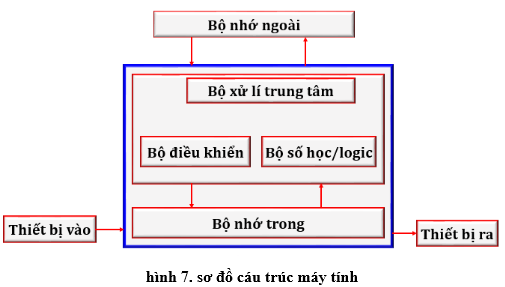 Bộ nhớ ngoài
Bộ xử lí trung tâm
Bộ điều khiển
Bộ số học/logic
Thiết bị vào
Bộ nhớ trong
Thiết bị ra
hình 7. sơ đồ cáu trúc máy tính